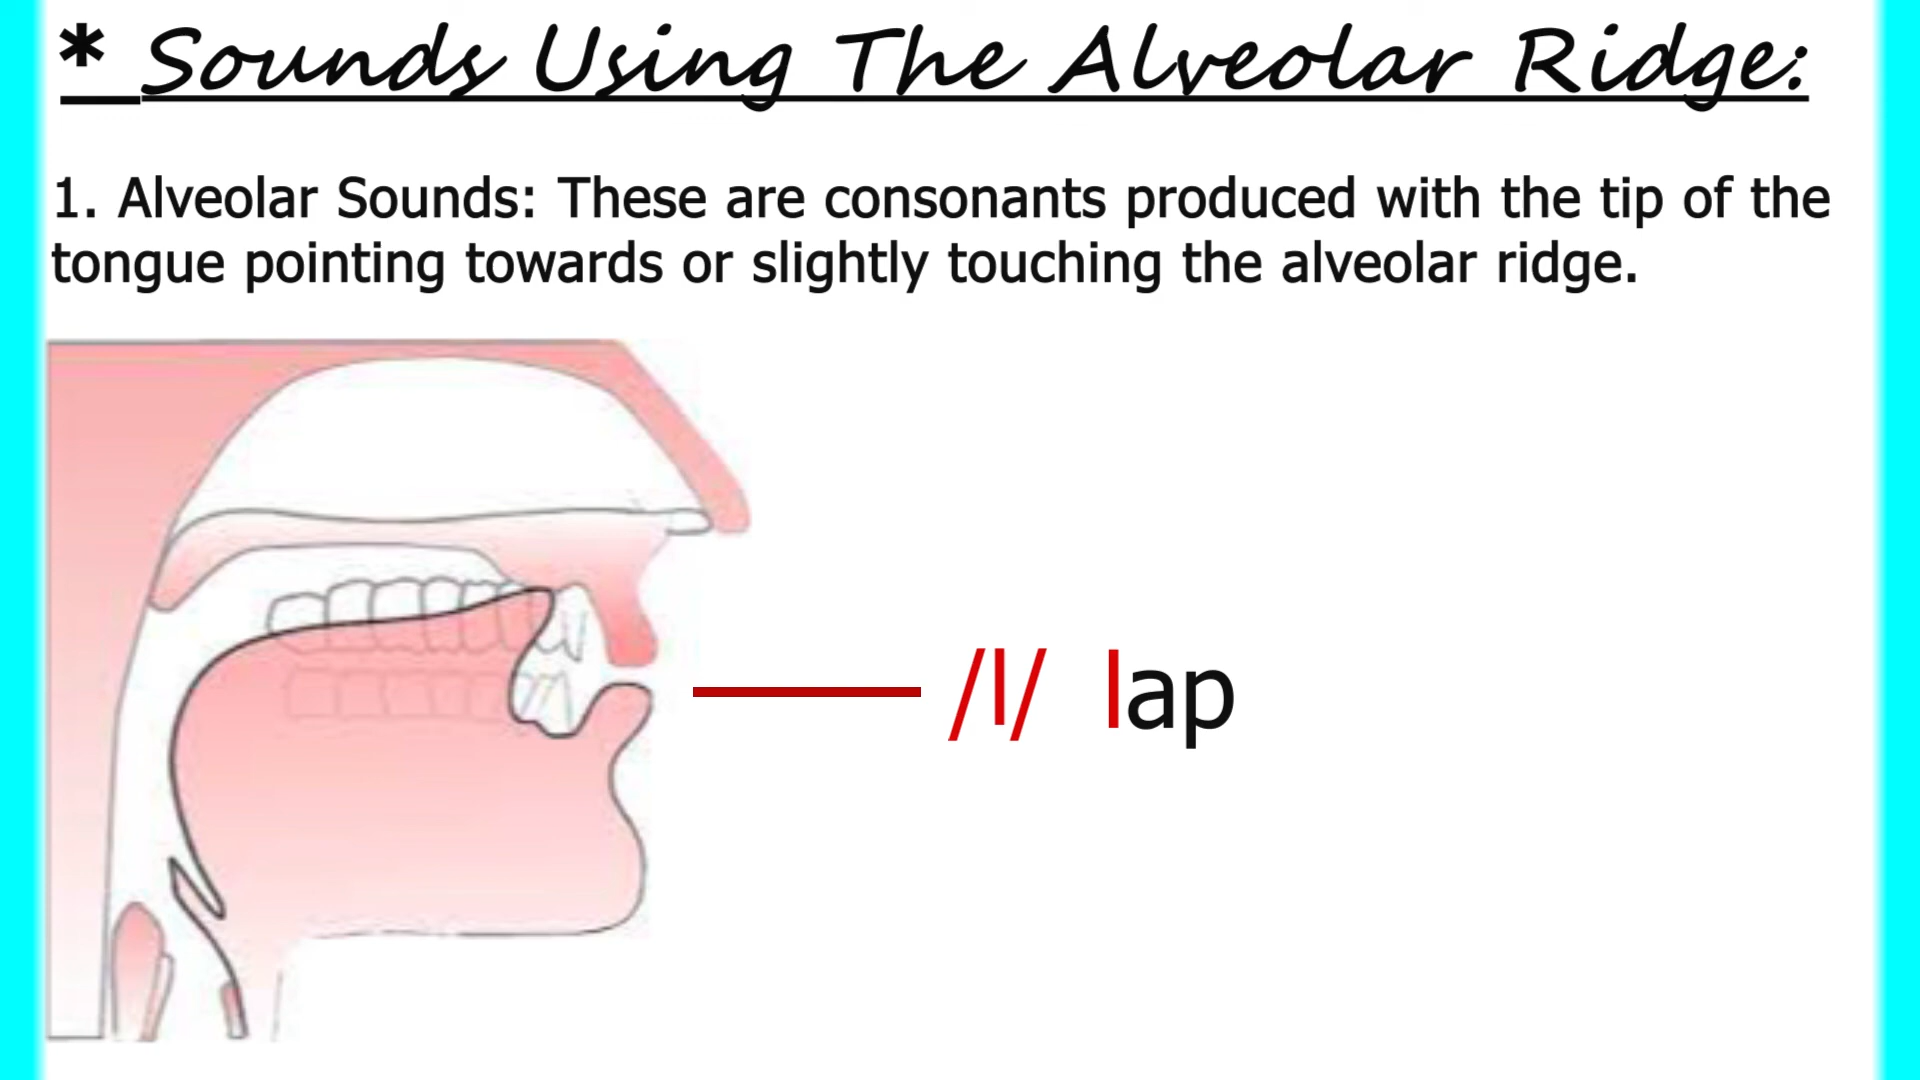 * Sounds Using The Alveolar Ridge:
1. Alveolar Sounds: These are consonants produced with the tip of the
tongue pointing towards or slightly touching the alveolar ridge.
/l/ lap